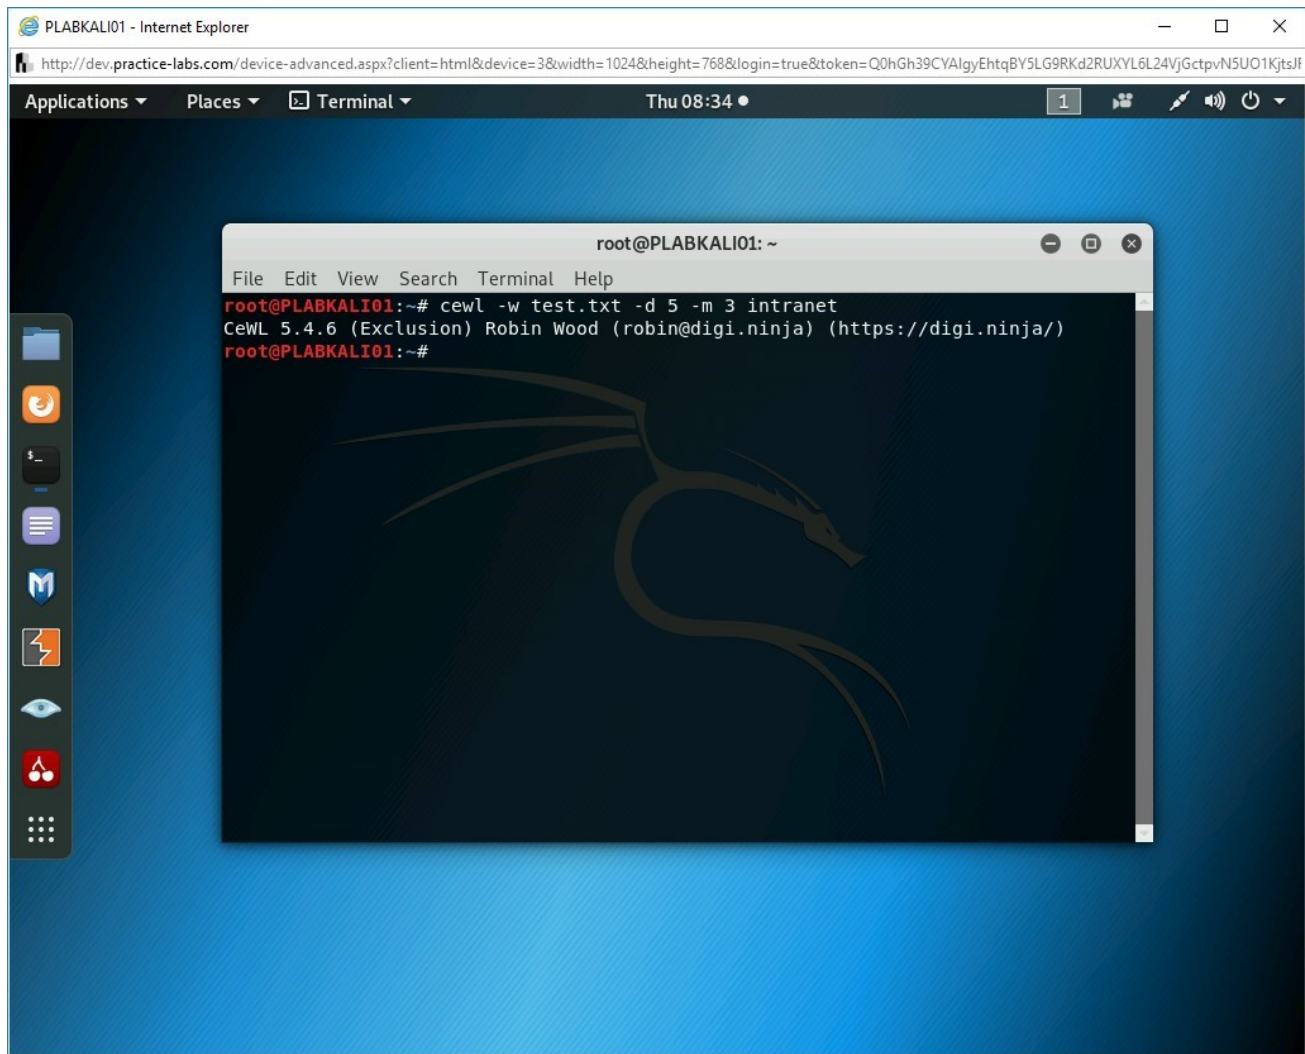 PLABKALI01 - Internet Explorer
http://dev.practice-labs.com/device-advanced.aspx?client=html&device=3&width=1024&height=768&login=true&token=Q0hGh39CYAIgyEhtqBY5LG9RKd2RUXYL6L24VjGctpvN5UO1KjtsJF
Applications Places Terminal Thu 08:34 1
root@PLABKALI01: ~
File Edit View Search Terminal Help
root@PLABKALI01:~# cewl -w test.txt -d 5 -m 3 intranet
CeWL 5.4.6 (Exclusion) Robin Wood (robin@digi.ninja) (https://digi.ninja/)
root@PLABKALI01:~#
$_